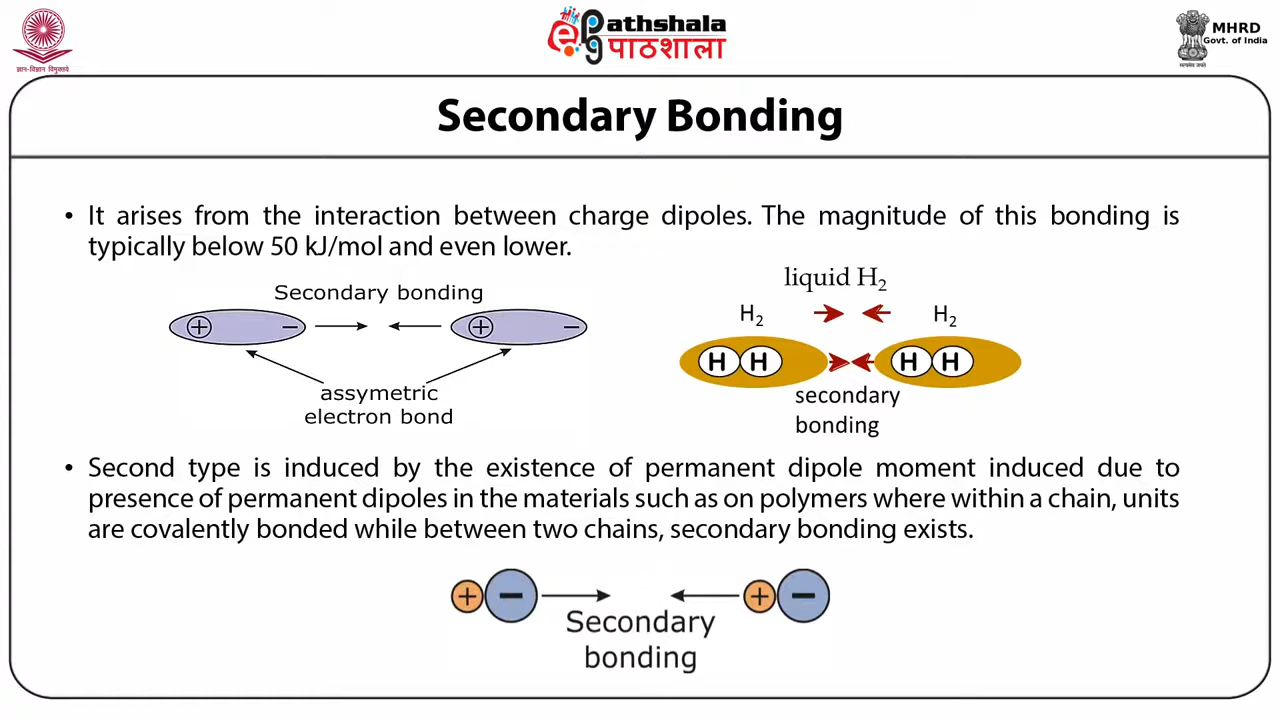 ePathshala
पाठशाला
MHRD
Govt. of India
सत्यमेव जयते
ज्ञान-विज्ञान विमुक्तये
Secondary Bonding
• It arises from the interaction between charge dipoles. The magnitude of this bonding is
typically below 50 kJ/mol and even lower.
Secondary bonding
+ − + −
assymetric
electron bond
liquid H₂
H₂ H₂
H H H H
secondary
bonding
• Second type is induced by the existence of permanent dipole moment induced due to
presence of permanent dipoles in the materials such as on polymers where within a chain, units
are covalently bonded while between two chains, secondary bonding exists.
+ − + −
Secondary
bonding